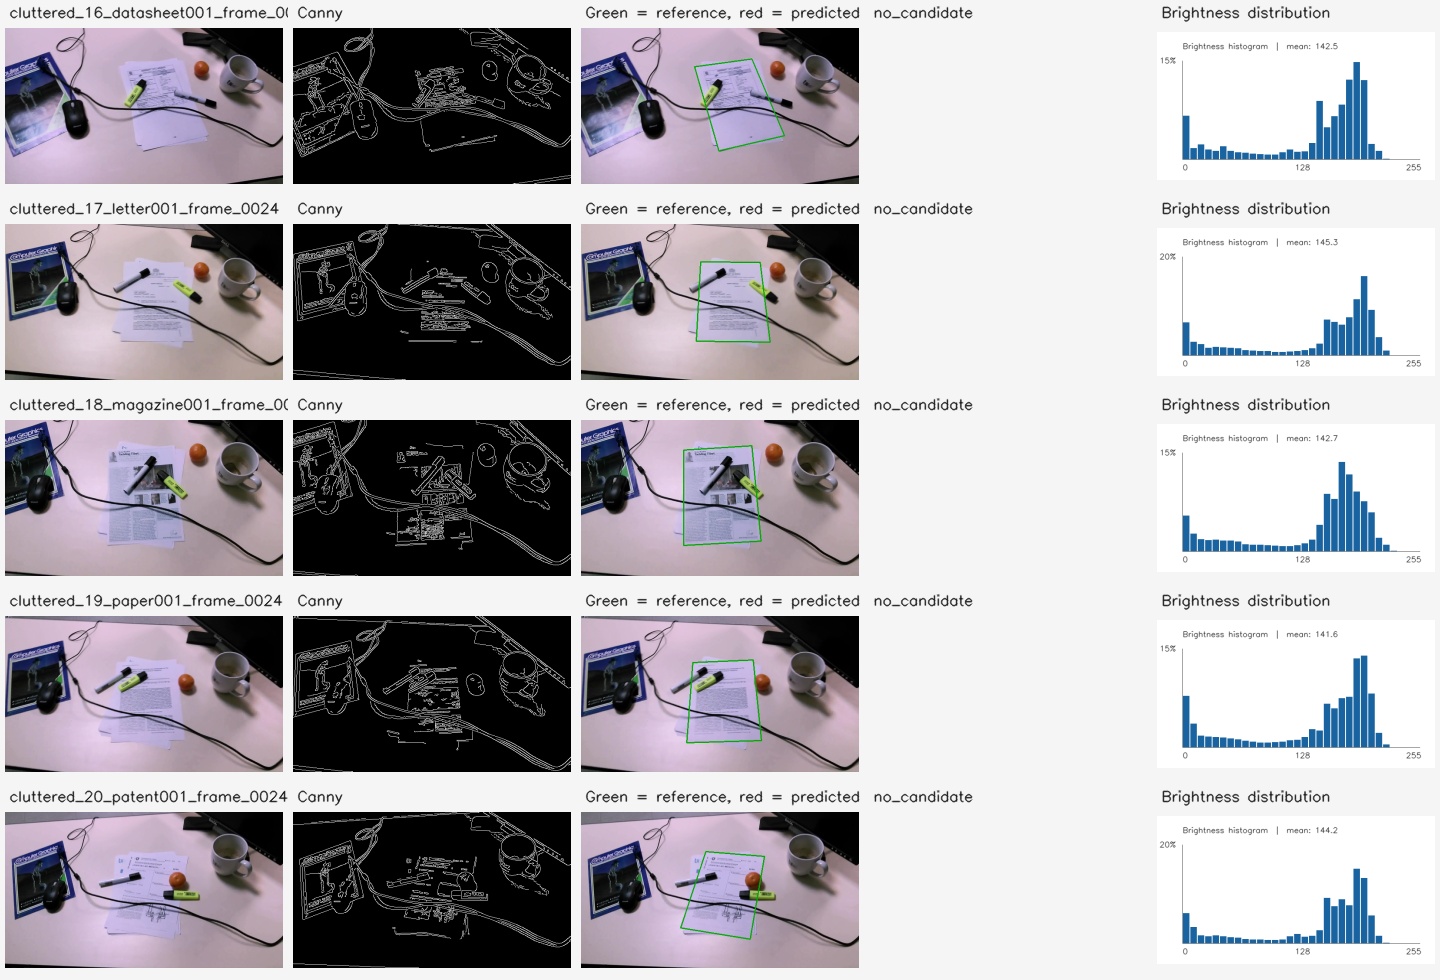 cluttered_16_datasheet001_frame_00 Canny Green = reference, red = predicted no_candidate Brightness distribution
Brightness histogram | mean: 142.5
15%
0 128 255
cluttered_17_letter001_frame_0024 Canny Green = reference, red = predicted no_candidate Brightness distribution
Brightness histogram | mean: 145.3
20%
0 128 255
cluttered_18_magazine001_frame_00 Canny Green = reference, red = predicted no_candidate Brightness distribution
Brightness histogram | mean: 142.7
15%
0 128 255
cluttered_19_paper001_frame_0024 Canny Green = reference, red = predicted no_candidate Brightness distribution
Brightness histogram | mean: 141.6
15%
0 128 255
cluttered_20_patent001_frame_0024 Canny Green = reference, red = predicted no_candidate Brightness distribution
Brightness histogram | mean: 144.2
20%
0 128 255